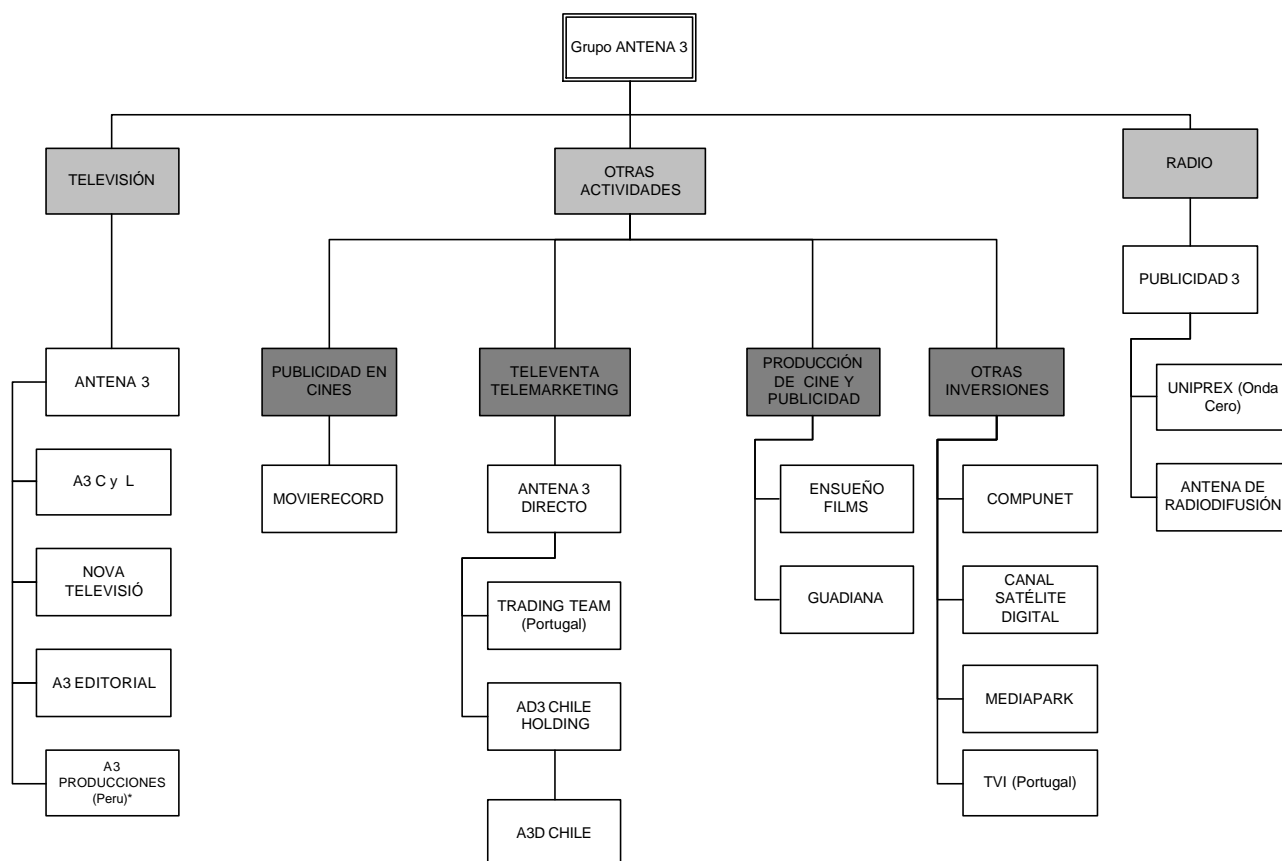 Grupo ANTENA 3
TELEVISIÓN
OTRAS
ACTIVIDADES
RADIO
PUBLICIDAD 3
ANTENA 3
PUBLICIDAD EN
CINES
TELEVENTA
TELEMARKETING
PRODUCCIÓN
DE CINE Y
PUBLICIDAD
OTRAS
INVERSIONES
UNIPREX (Onda
Cero)
A3 C y L
MOVIERECORD
ANTENA 3
DIRECTO
ENSUEÑO
FILMS
COMPUNET
ANTENA DE
RADIODIFUSIÓN
NOVA
TELEVISIÓ
TRADING TEAM
(Portugal)
GUADIANA
CANAL
SATÉLITE
DIGITAL
A3 EDITORIAL
AD3 CHILE
HOLDING
MEDIAPARK
A3
PRODUCCIONES
(Peru)*
TVI (Portugal)
A3D CHILE